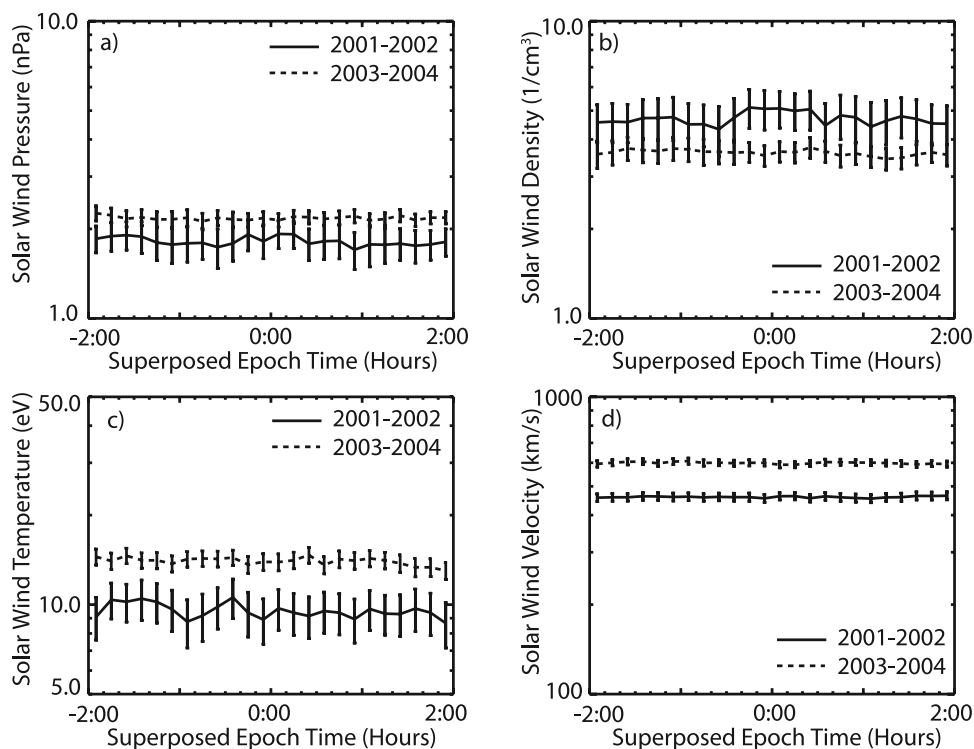 Solar Wind Pressure (nPa)
10.0
1.0
a)
2001-2002
2003-2004
-2:00
0:00
2:00
Superposed Epoch Time (Hours)
Solar Wind Density (1/cm³)
10.0
1.0
b)
2001-2002
2003-2004
-2:00
0:00
2:00
Superposed Epoch Time (Hours)
Solar Wind Temperature (eV)
50.0
10.0
5.0
c)
2001-2002
2003-2004
-2:00
0:00
2:00
Superposed Epoch Time (Hours)
Solar Wind Velocity (km/s)
1000
100
d)
2001-2002
2003-2004
-2:00
0:00
2:00
Superposed Epoch Time (Hours)